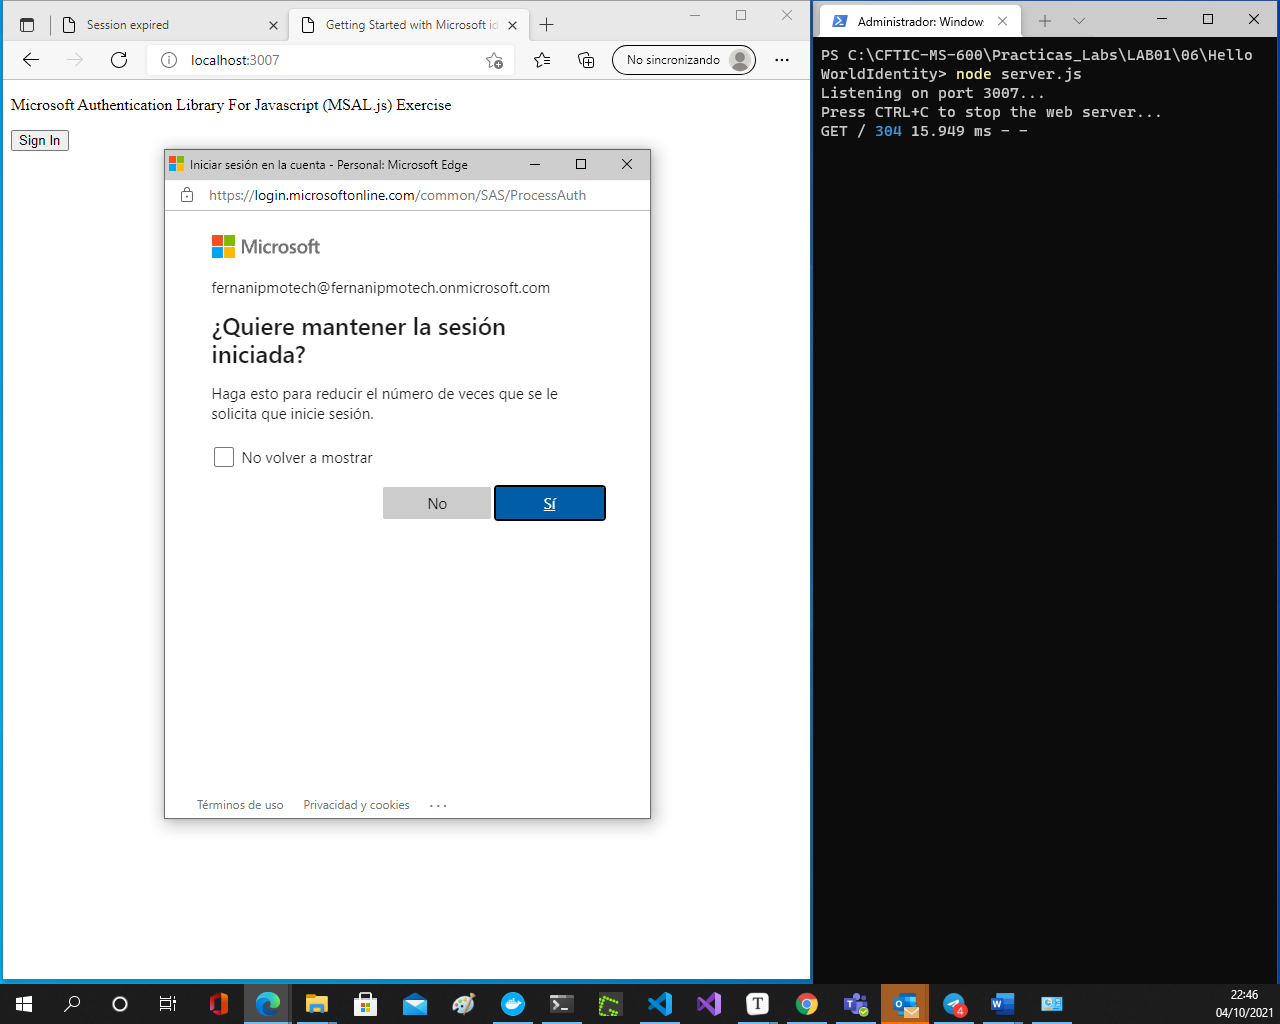 Session expired
Getting Started with Microsoft id
localhost:3007
No sincronizando
Microsoft Authentication Library For Javascript (MSAL.js) Exercise
Sign In
Iniciar sesión en la cuenta - Personal: Microsoft Edge
https://login.microsoftonline.com/common/SAS/ProcessAuth
Microsoft
fernanipmotech@fernanipmotech.onmicrosoft.com
¿Quiere mantener la sesión
iniciada?
Haga esto para reducir el número de veces que se le
solicita que inicie sesión.
No volver a mostrar
No
Sí
Términos de uso
Privacidad y cookies
Administrador: Window
PS C:\CFTIC-MS-600\Practicas_Labs\LAB01\06\Hello
WorldIdentity> node server.js
Listening on port 3007...
Press CTRL+C to stop the web server...
GET / 304 15.949 ms - -
T
4
22:46
04/10/2021